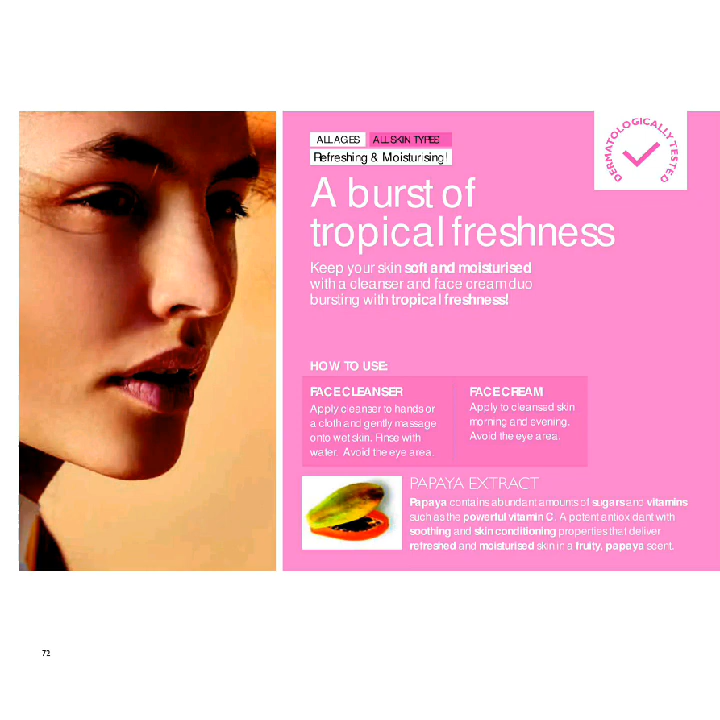 ALL AGES ALL SKIN TYPES
Refreshing & Moisturising!
DERMATOLOGICALLY TESTED
A burst of
tropical freshness
Keep your skin soft and moisturised
with a cleanser and face cream duo
bursting with tropical freshness!
HOW TO USE:
FACE CLEANSER
Apply cleanser to hands or
a cloth and gently massage
onto wet skin. Rinse with
water. Avoid the eye area.
FACE CREAM
Apply to cleansed skin
morning and evening.
Avoid the eye area.
PAPAYA EXTRACT
Papaya contains abundant amounts of sugars and vitamins
such as the powerful vitamin C. A potent antioxidant with
soothing and skin conditioning properties that deliver
refreshed and moisturised skin in a fruity, papaya scent.
72